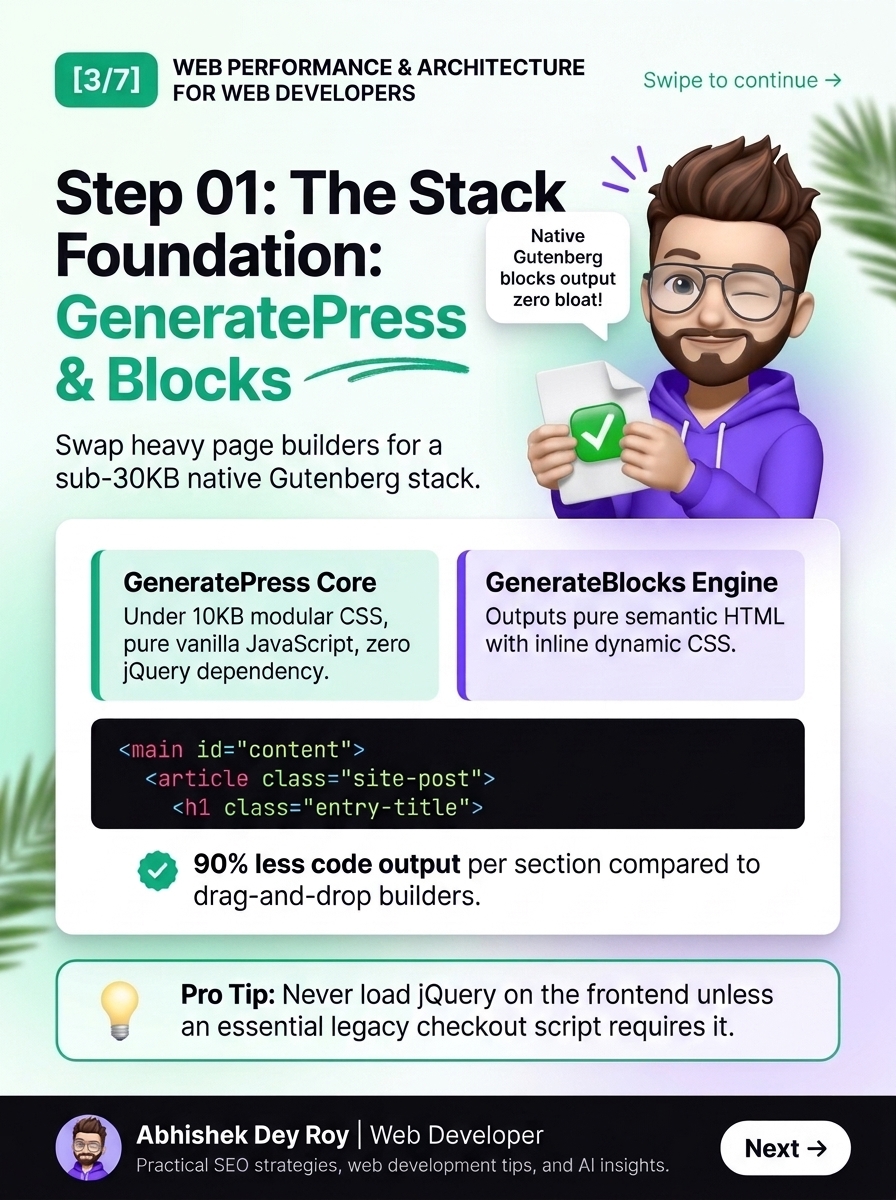 [3/7]
WEB PERFORMANCE & ARCHITECTURE
FOR WEB DEVELOPERS
Swipe to continue →
Step 01: The Stack
Foundation:
GeneratePress
& Blocks
Native
Gutenberg
blocks output
zero bloat!
Swap heavy page builders for a
sub-30KB native Gutenberg stack.
GeneratePress Core
Under 10KB modular CSS,
pure vanilla JavaScript, zero
jQuery dependency.
GenerateBlocks Engine
Outputs pure semantic HTML
with inline dynamic CSS.
<main id="content">
<article class="site-post">
<h1 class="entry-title">
90% less code output per section compared to
drag-and-drop builders.
Pro Tip: Never load jQuery on the frontend unless
an essential legacy checkout script requires it.
Abhishek Dey Roy | Web Developer
Practical SEO strategies, web development tips, and AI insights.
Next →